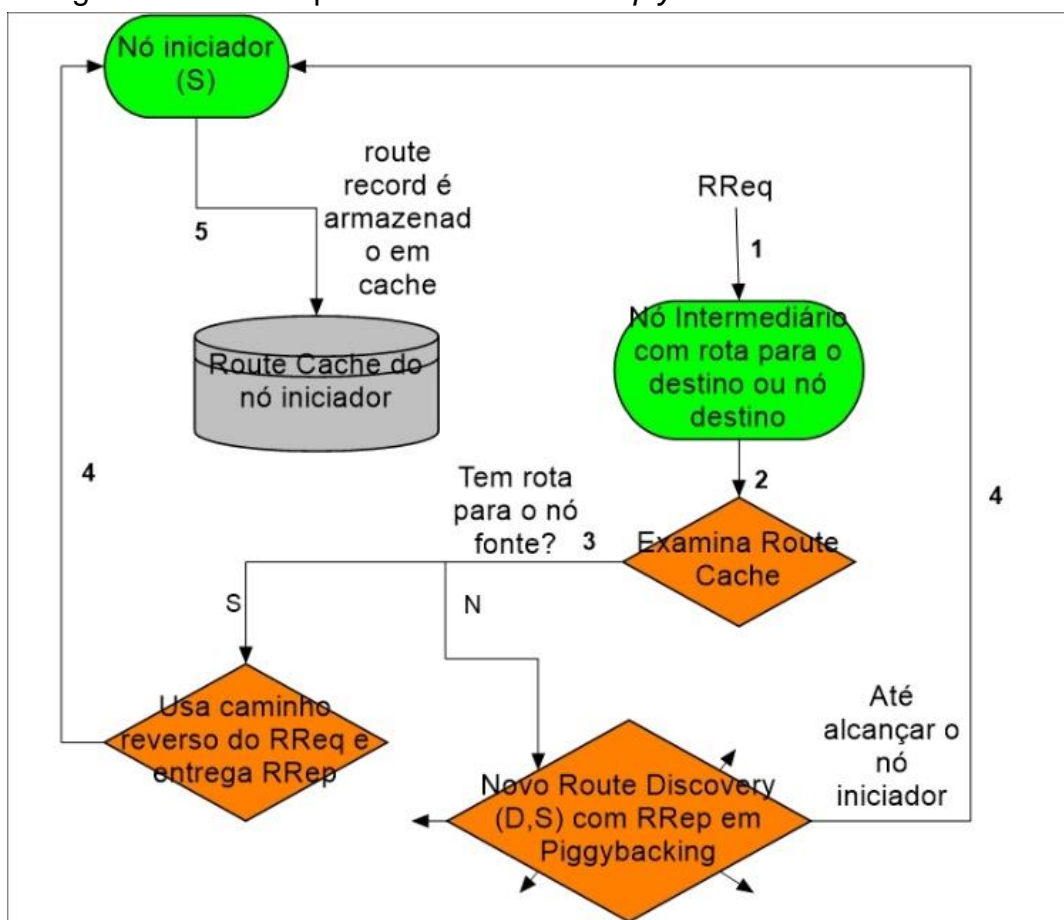 Nó iniciador
(S)
route
record é
armazenad
o em
cache
5
RReq
1
Route Cache do
nó iniciador
Nó Intermediário
com rota para o
destino ou nó
destino
4
2
4
Tem rota
para o nó
fonte?
3
Examina Route
Cache
S
N
Usa caminho
reverso do RReq e
entrega RRep
Até
alcançar o
nó
iniciador
Novo Route Discovery
(D,S) com RRep em
Piggybacking